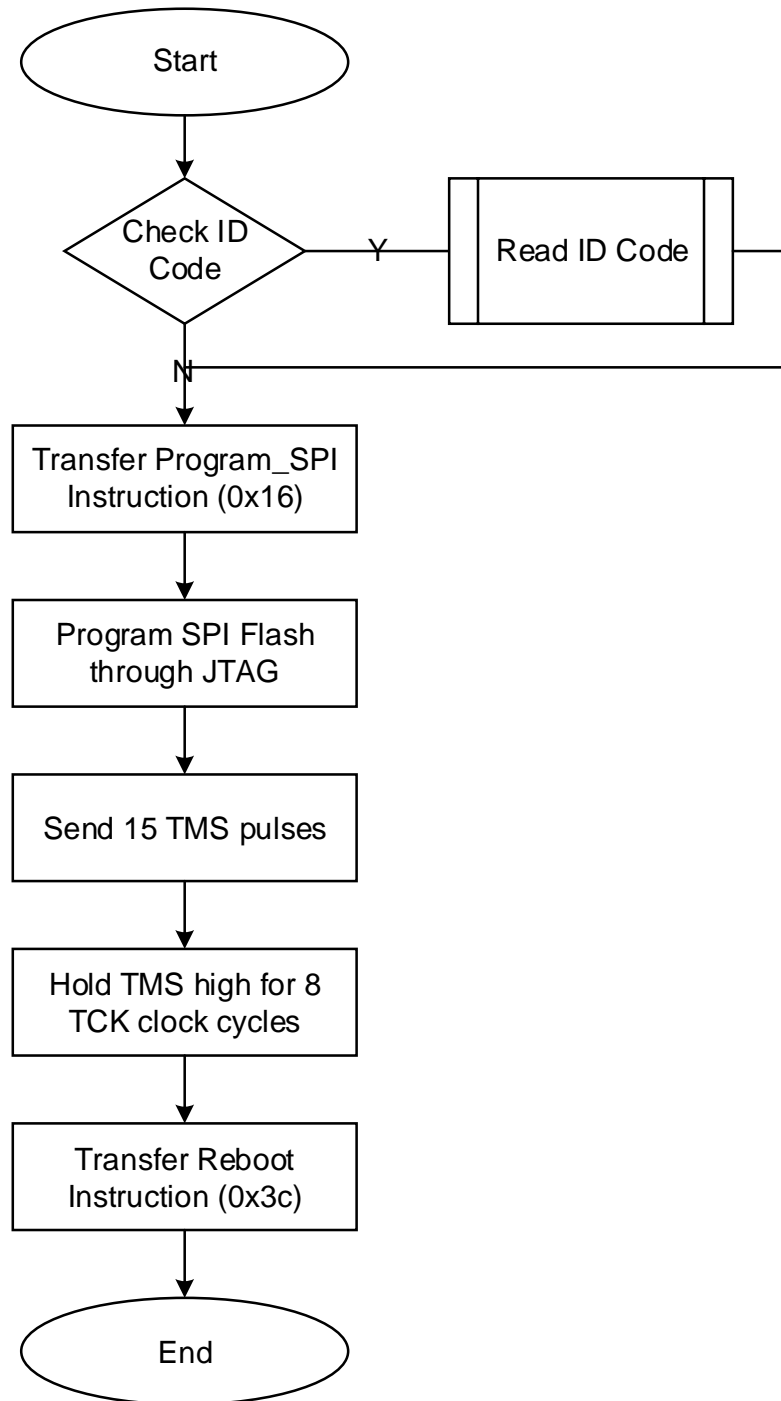 Start
Check ID
Code
Y
Read ID Code
N
Transfer Program_SPI
Instruction (0x16)
Program SPI Flash
through JTAG
Send 15 TMS pulses
Hold TMS high for 8
TCK clock cycles
Transfer Reboot
Instruction (0x3c)
End